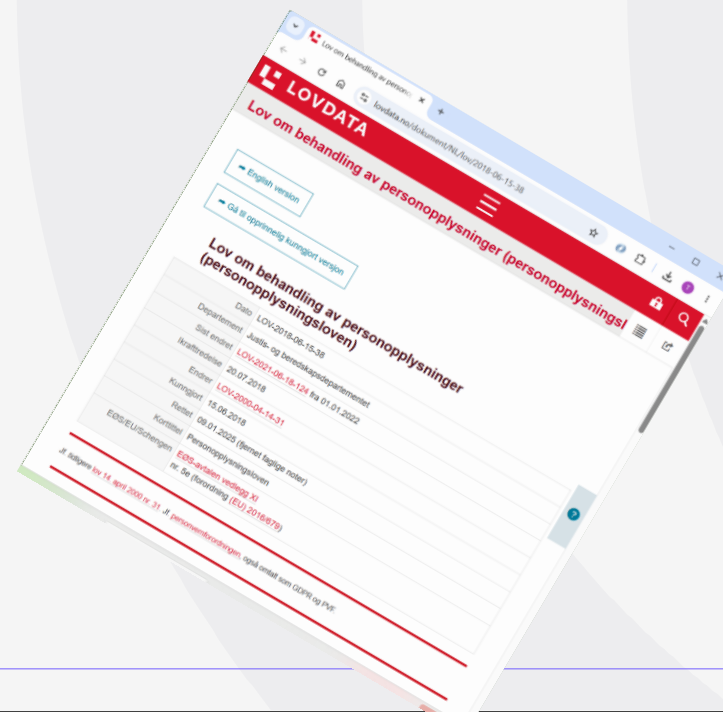 Lov om behandling av persono
lovdata.no/dokument/NL/lov/2018-06-15-38
LOVDATA
Lov om behandling av personopplysninger (personopplysningsl
English version
Gå til opprinnelig kunngjort versjon
Lov om behandling av personopplysninger
(personopplysningsloven)
Dato LOV-2018-06-15-38
Departement Justis- og beredskapsdepartementet
Sist endret LOV-2021-06-18-124 fra 01.01.2022
Ikrafttredelse 20.07.2018
Endrer LOV-2000-04-14-31
Kunngjort 15.06.2018
Rettet 09.01.2025 (fjernet faglige noter)
Korttittel Personopplysningsloven
EØS/EU/Schengen EØS-avtalen vedlegg XI
nr. 5e (forordning (EU) 2016/679)
Jf. tidligere lov 14. april 2000 nr. 31. Jf. personvernforordningen, også omtalt som GDPR og PVF.